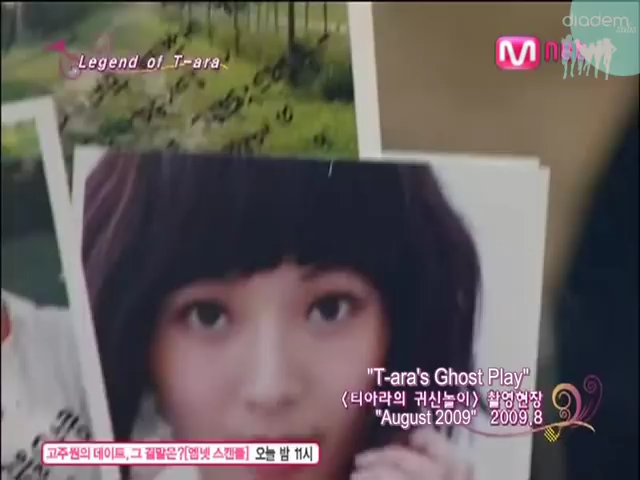 Legend of T-ara
M net
diadem
subs
"T-ara's Ghost Play"
〈티아라의 귀신놀이〉 촬영현장
"August 2009" 2009.8
고주원의 데이트, 그 결말은?[엠넷 스캔들] 오늘 밤 11시